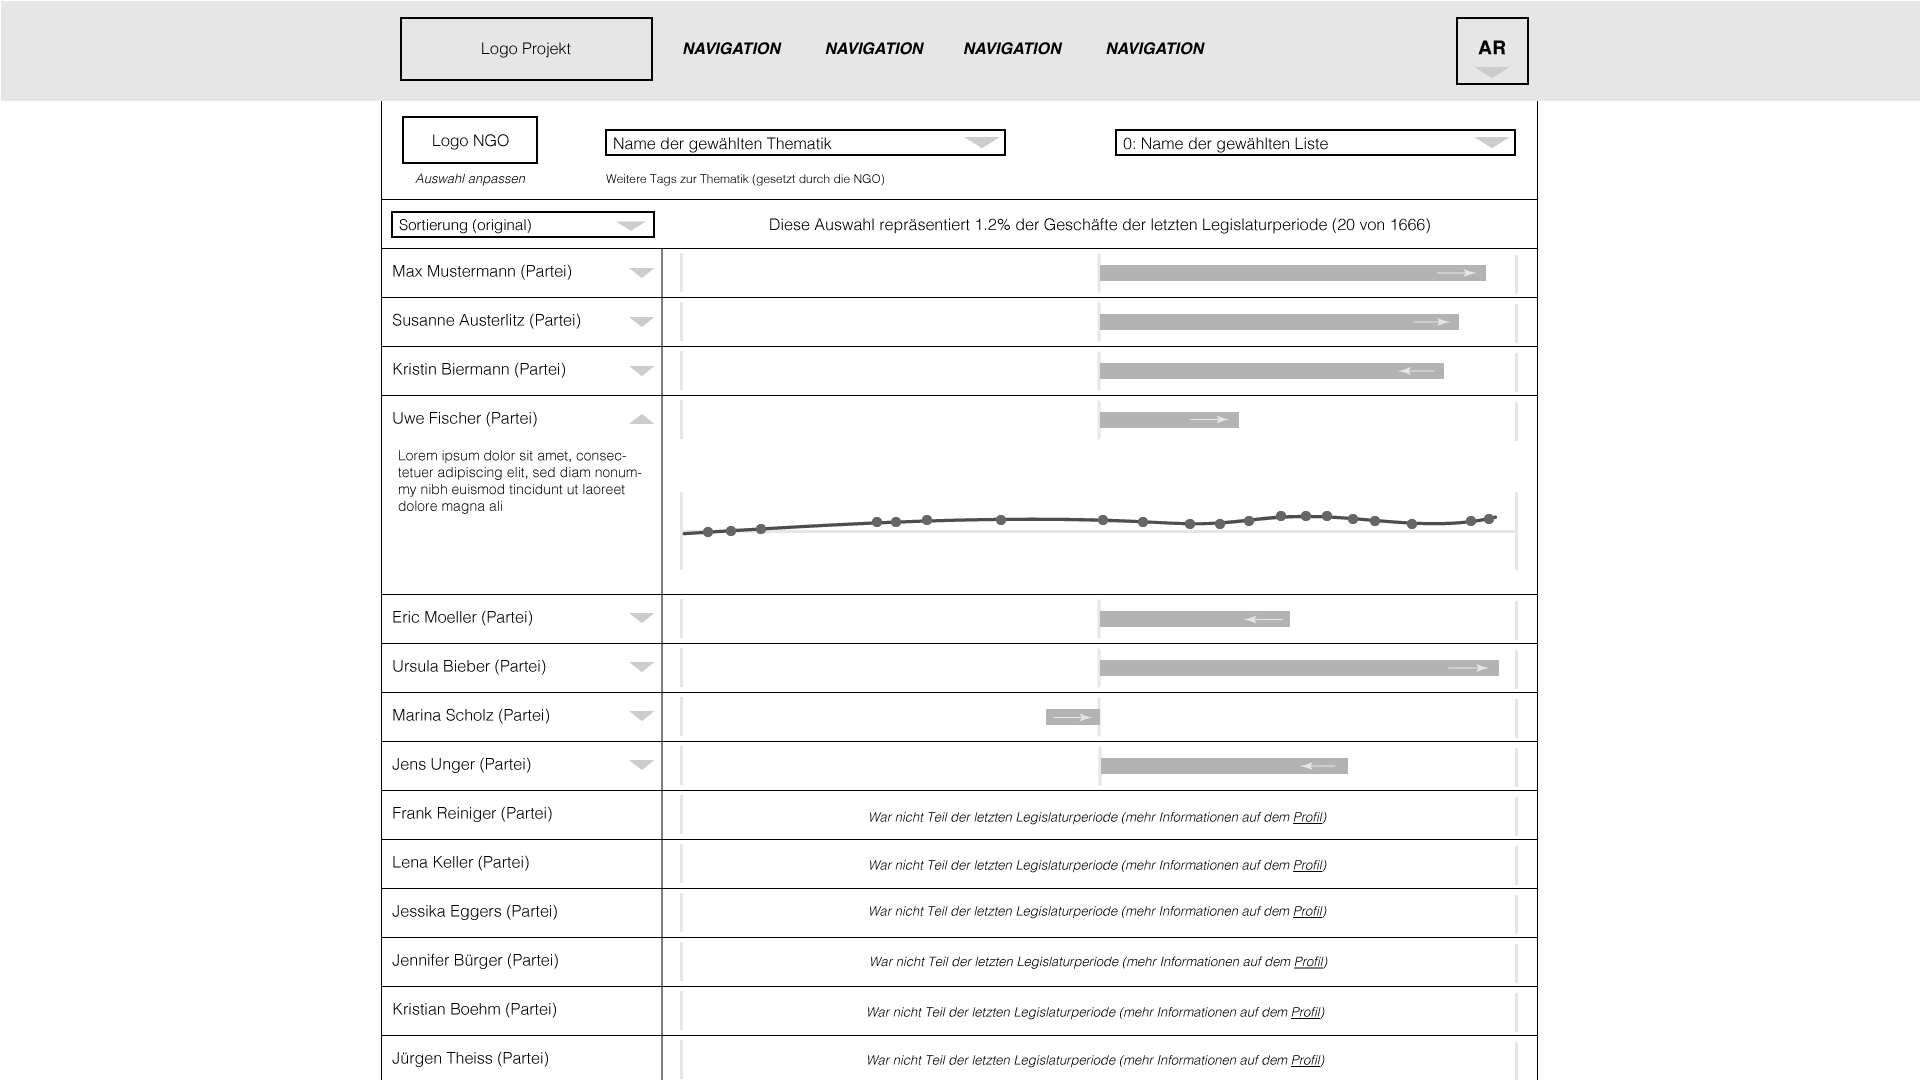 Logo Projekt
NAVIGATION NAVIGATION NAVIGATION NAVIGATION
AR
Logo NGO
Auswahl anpassen
Name der gewählten Thematik
Weitere Tags zur Thematik (gesetzt durch die NGO)
0: Name der gewählten Liste
Sortierung (original)
Diese Auswahl repräsentiert 1.2% der Geschäfte der letzten Legislaturperiode (20 von 1666)
Max Mustermann (Partei)
Susanne Austerlitz (Partei)
Kristin Biermann (Partei)
Uwe Fischer (Partei)
Lorem ipsum dolor sit amet, consec-
tetuer adipiscing elit, sed diam nonum-
my nibh euismod tincidunt ut laoreet
dolore magna ali
Eric Moeller (Partei)
Ursula Bieber (Partei)
Marina Scholz (Partei)
Jens Unger (Partei)
Frank Reiniger (Partei)
War nicht Teil der letzten Legislaturperiode (mehr Informationen auf dem Profil)
Lena Keller (Partei)
War nicht Teil der letzten Legislaturperiode (mehr Informationen auf dem Profil)
Jessika Eggers (Partei)
War nicht Teil der letzten Legislaturperiode (mehr Informationen auf dem Profil)
Jennifer Bürger (Partei)
War nicht Teil der letzten Legislaturperiode (mehr Informationen auf dem Profil)
Kristian Boehm (Partei)
War nicht Teil der letzten Legislaturperiode (mehr Informationen auf dem Profil)
Jürgen Theiss (Partei)
War nicht Teil der letzten Legislaturperiode (mehr Informationen auf dem Profil)